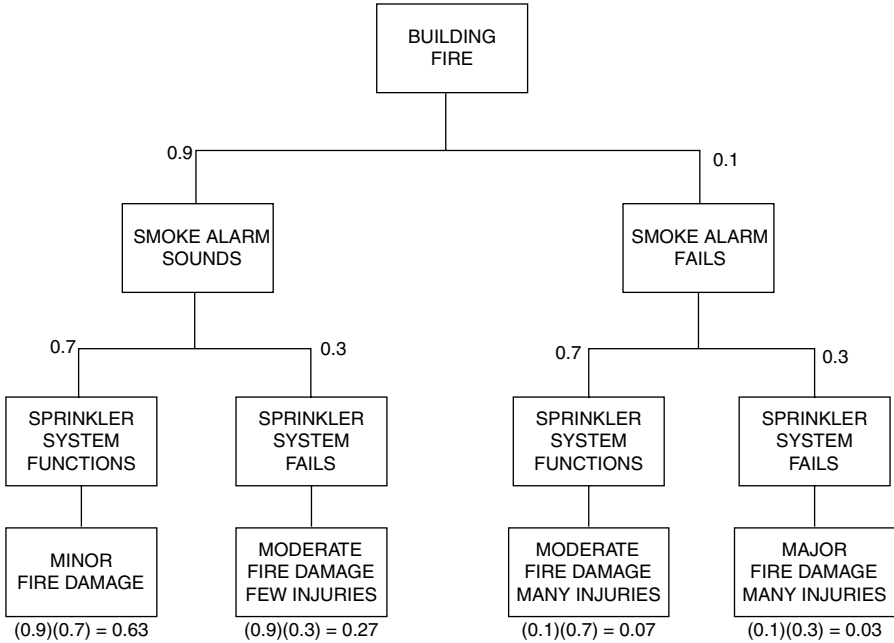 BUILDING
FIRE
0.9
0.1
SMOKE ALARM
SOUNDS
SMOKE ALARM
FAILS
0.7
0.3
0.7
0.3
SPRINKLER
SYSTEM
FUNCTIONS
SPRINKLER
SYSTEM
FAILS
SPRINKLER
SYSTEM
FUNCTIONS
SPRINKLER
SYSTEM
FAILS
MINOR
FIRE DAMAGE
MODERATE
FIRE DAMAGE
FEW INJURIES
MODERATE
FIRE DAMAGE
MANY INJURIES
MAJOR
FIRE DAMAGE
MANY INJURIES
(0.9)(0.7) = 0.63
(0.9)(0.3) = 0.27
(0.1)(0.7) = 0.07
(0.1)(0.3) = 0.03